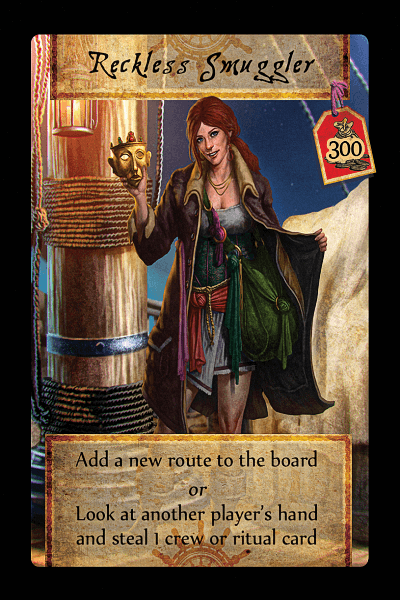 Reckless Smuggler
300
Add a new route to the board
or
Look at another player's hand
and steal 1 crew or ritual card